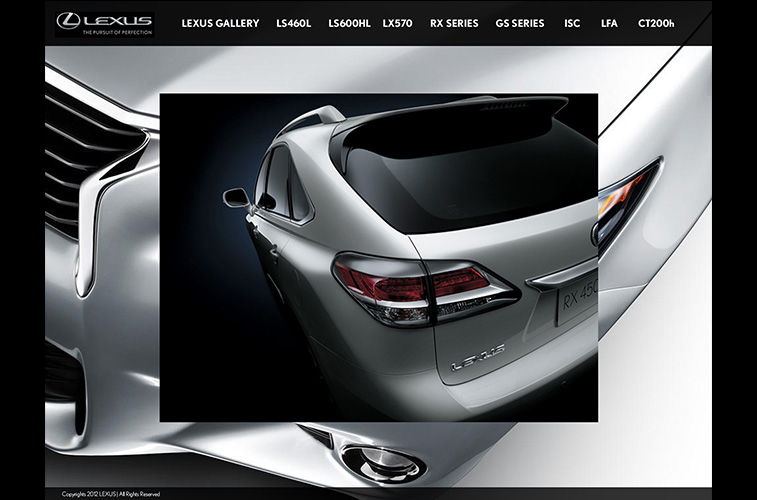 LEXUS
THE PURSUIT OF PERFECTION
LEXUS GALLERY LS460L LS600HL LX570 RX SERIES GS SERIES ISC LFA CT200h
RX 450
LEXUS
Copyrights 2012 LEXUS | All Rights Reserved